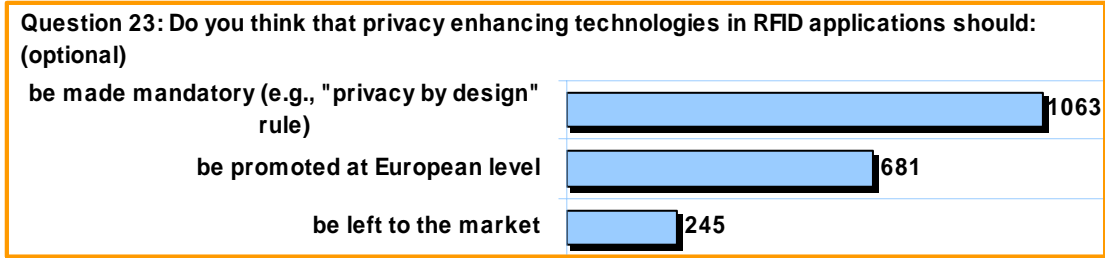 Question 23: Do you think that privacy enhancing technologies in RFID applications should:
(optional)
be made mandatory (e.g., "privacy by design"
rule)
1063
be promoted at European level
681
be left to the market
245